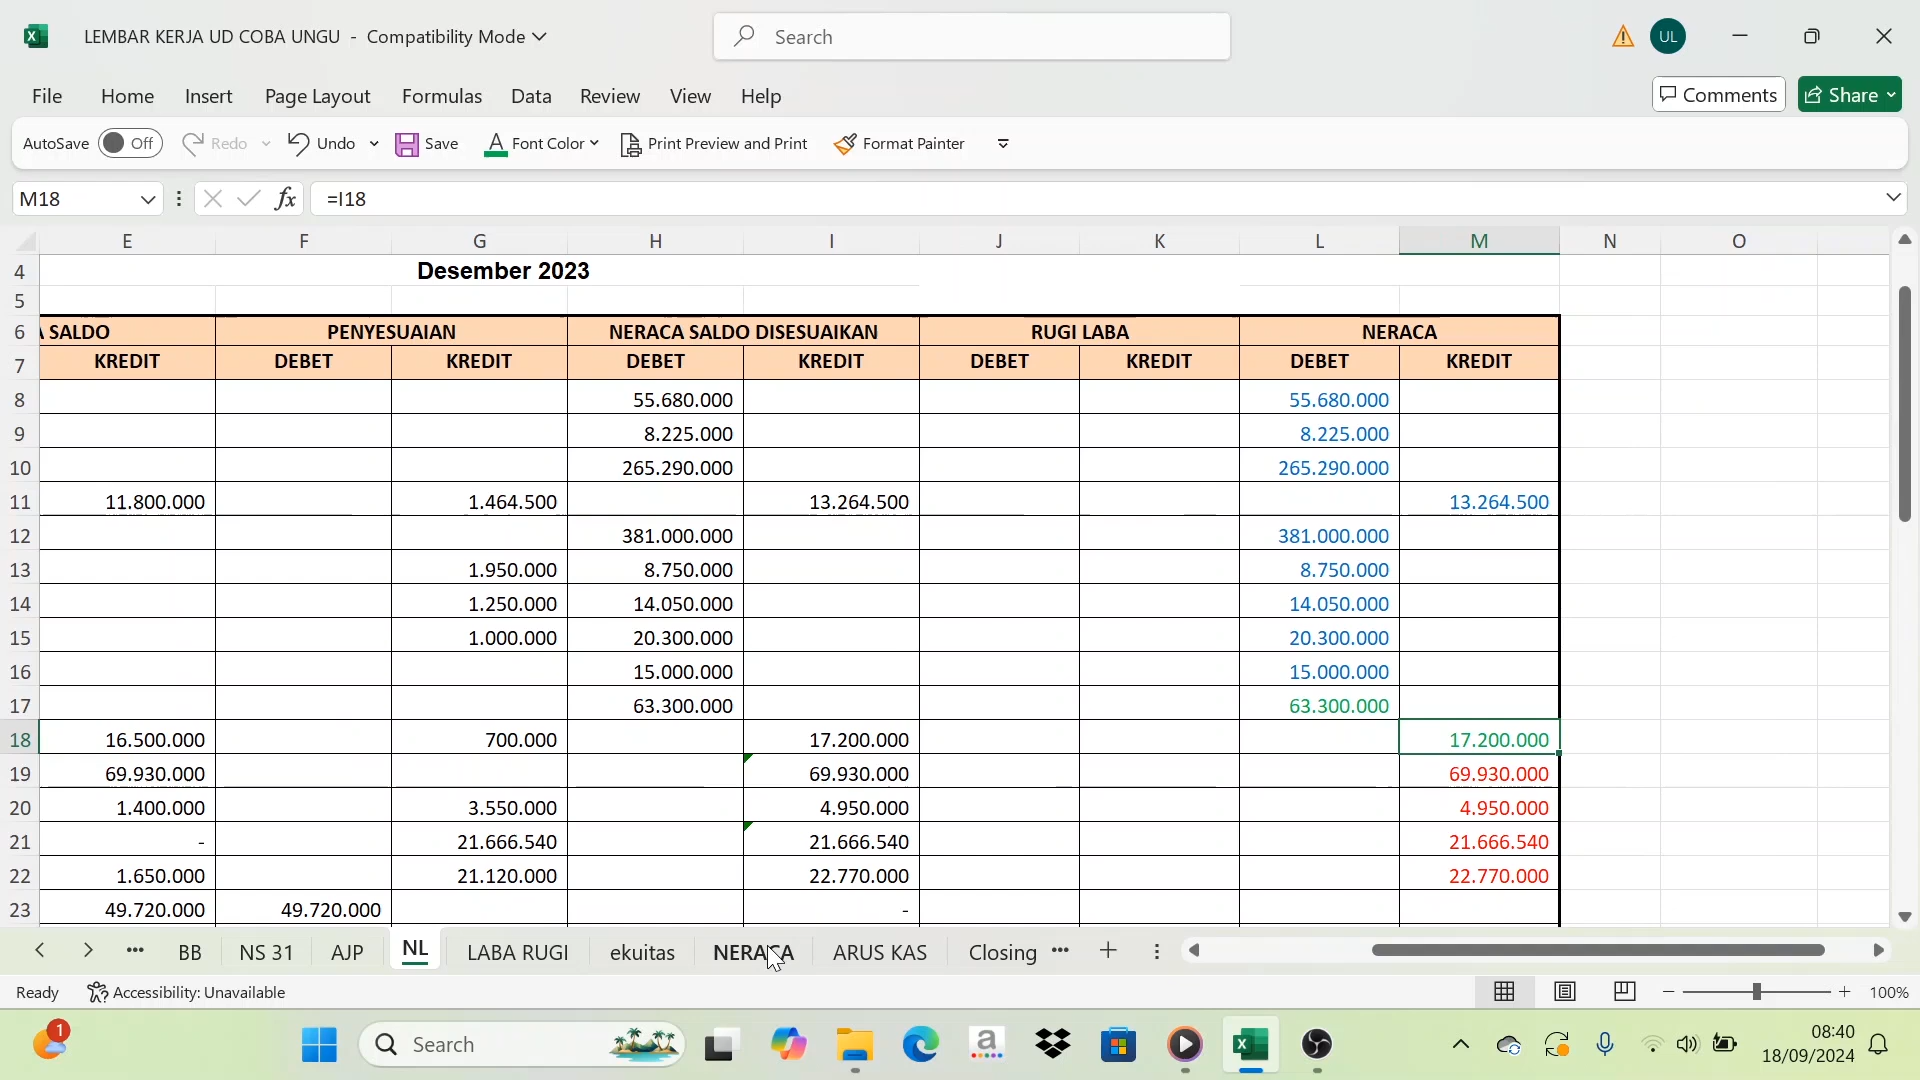 LEMBAR KERJA UD COBA UNGU - Compatibility Mode
Search
UL
File Home Insert Page Layout Formulas Data Review View Help
Comments Share
AutoSave Off Redo Undo Save Font Color Print Preview and Print Format Painter
M18 fx =I18
E F G H I J K L M N O
4 Desember 2023
5
6 A SALDO PENYESUAIAN NERACA SALDO DISESUAIKAN RUGI LABA NERACA
7 KREDIT DEBET KREDIT DEBET KREDIT DEBET KREDIT DEBET KREDIT
8 55.680.000 55.680.000
9 8.225.000 8.225.000
10 265.290.000 265.290.000
11 11.800.000 1.464.500 13.264.500 13.264.500
12 381.000.000 381.000.000
13 1.950.000 8.750.000 8.750.000
14 1.250.000 14.050.000 14.050.000
15 1.000.000 20.300.000 20.300.000
16 15.000.000 15.000.000
17 63.300.000 63.300.000
18 16.500.000 700.000 17.200.000 17.200.000
19 69.930.000 69.930.000 69.930.000
20 1.400.000 3.550.000 4.950.000 4.950.000
21 - 21.666.540 21.666.540 21.666.540
22 1.650.000 21.120.000 22.770.000 22.770.000
23 49.720.000 49.720.000 -
BB NS 31 AJP NL LABA RUGI ekuitas NERACA ARUS KAS Closing
Ready Accessibility: Unavailable 100%
1 Search 08:40
18/09/2024